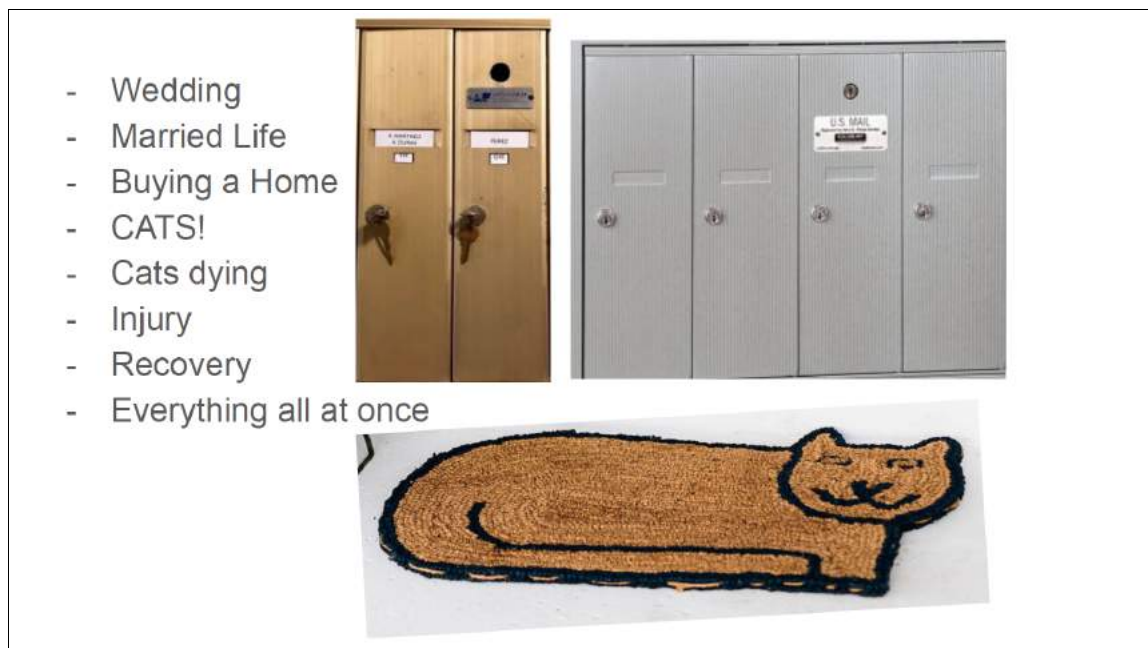 - Wedding
- Married Life
- Buying a Home
- CATS!
- Cats dying
- Injury
- Recovery
- Everything all at once
U.S. MAIL